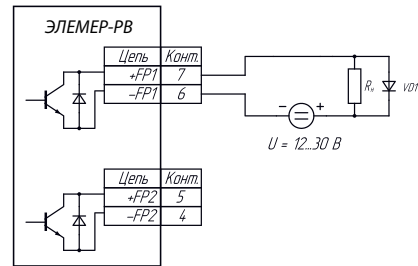 ЭЛЕМЕР-РВ
Цепь Конт.
+FP1 7
–FP1 6
– +
Rн VD1
U = 12...30 В
Цепь Конт.
+FP2 5
–FP2 4